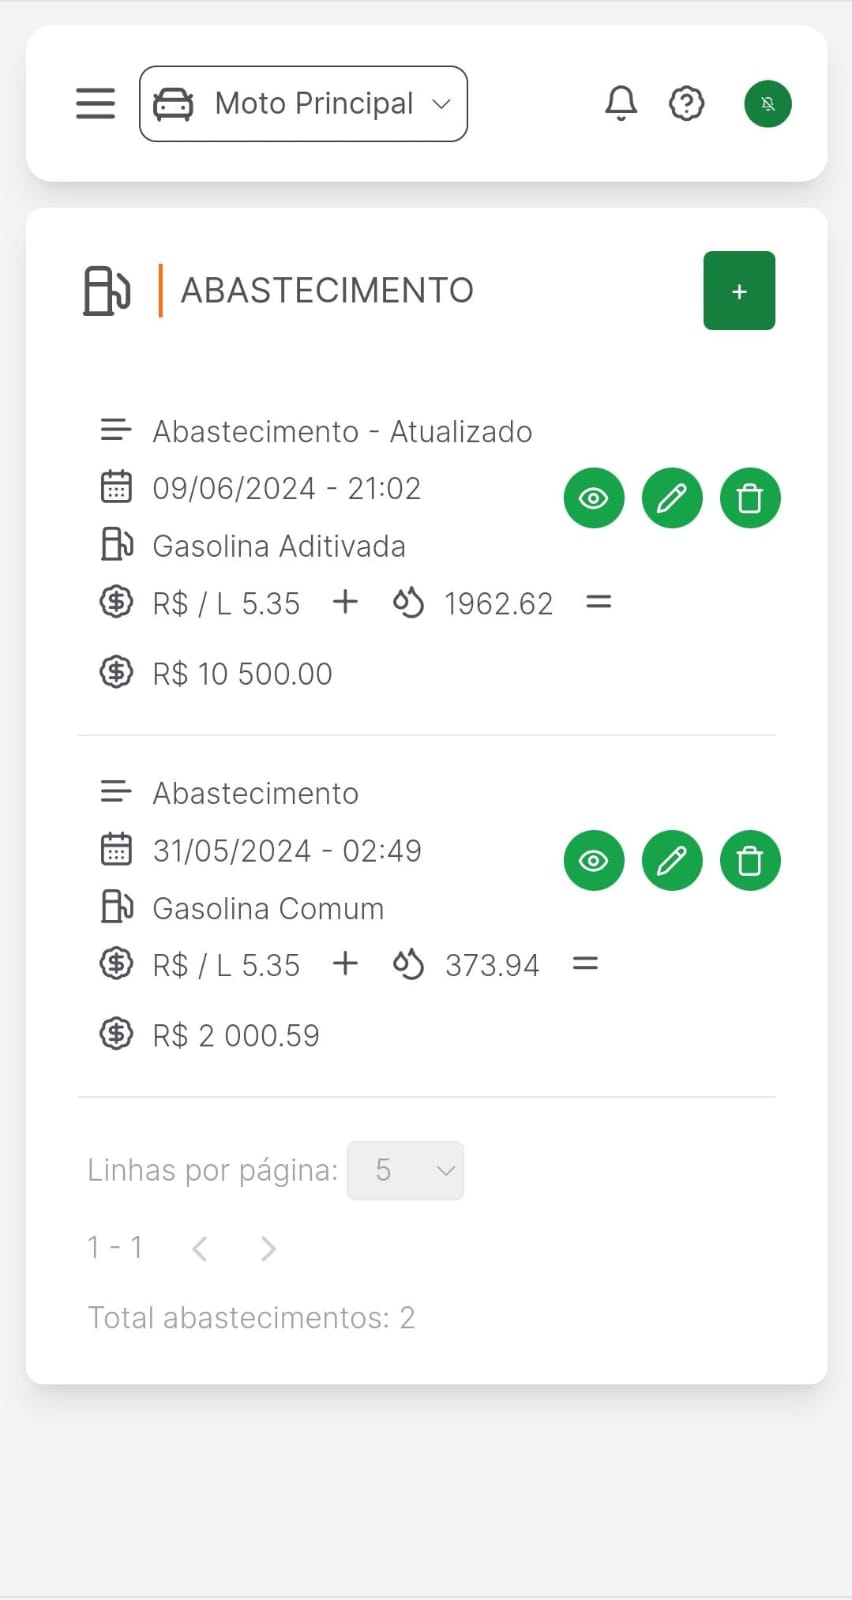 Moto Principal
ABASTECIMENTO
+
Abastecimento - Atualizado
09/06/2024 - 21:02
Gasolina Aditivada
R$ / L 5.35 + 1962.62 =
R$ 10 500.00
Abastecimento
31/05/2024 - 02:49
Gasolina Comum
R$ / L 5.35 + 373.94 =
R$ 2 000.59
Linhas por página: 5
1 - 1
Total abastecimentos: 2